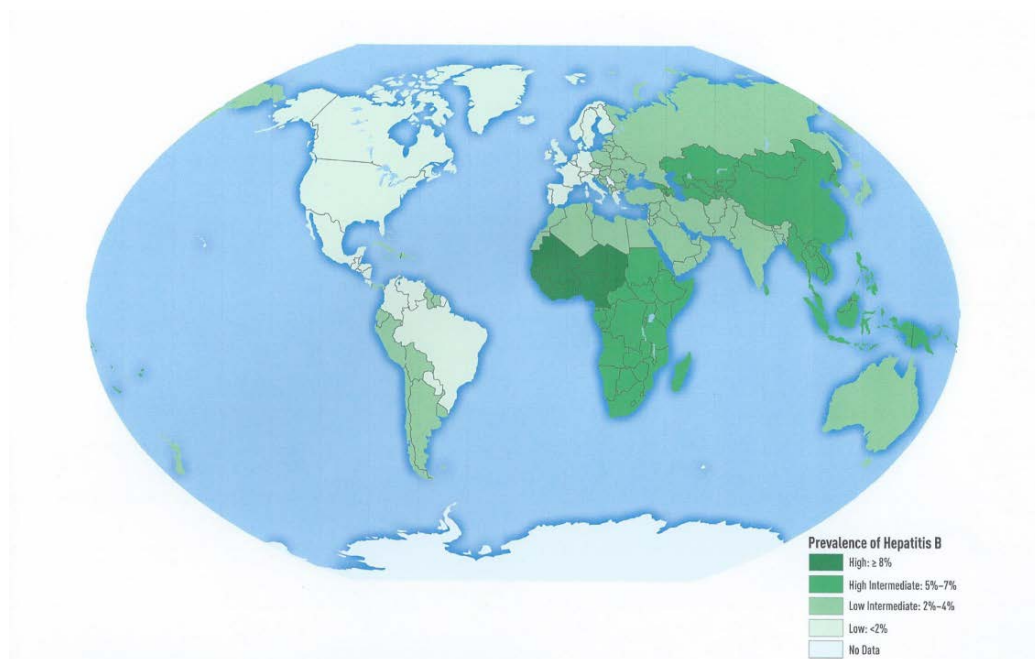 Prevalence of Hepatitis B
High: ≥ 8%
High Intermediate: 5%–7%
Low Intermediate: 2%–4%
Low: <2%
No Data